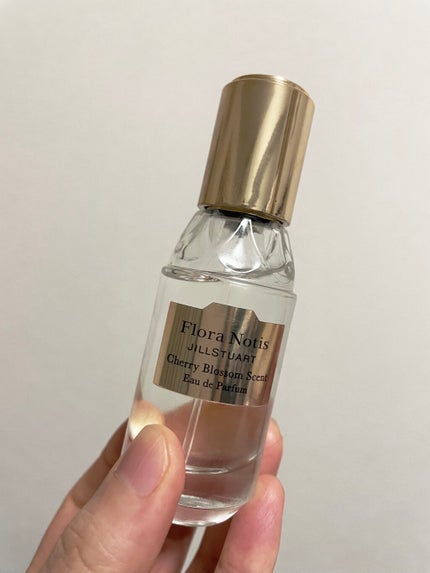 Flora Notis
JILLSTUART
Cherry Blossom Scent
Eau de Parfum